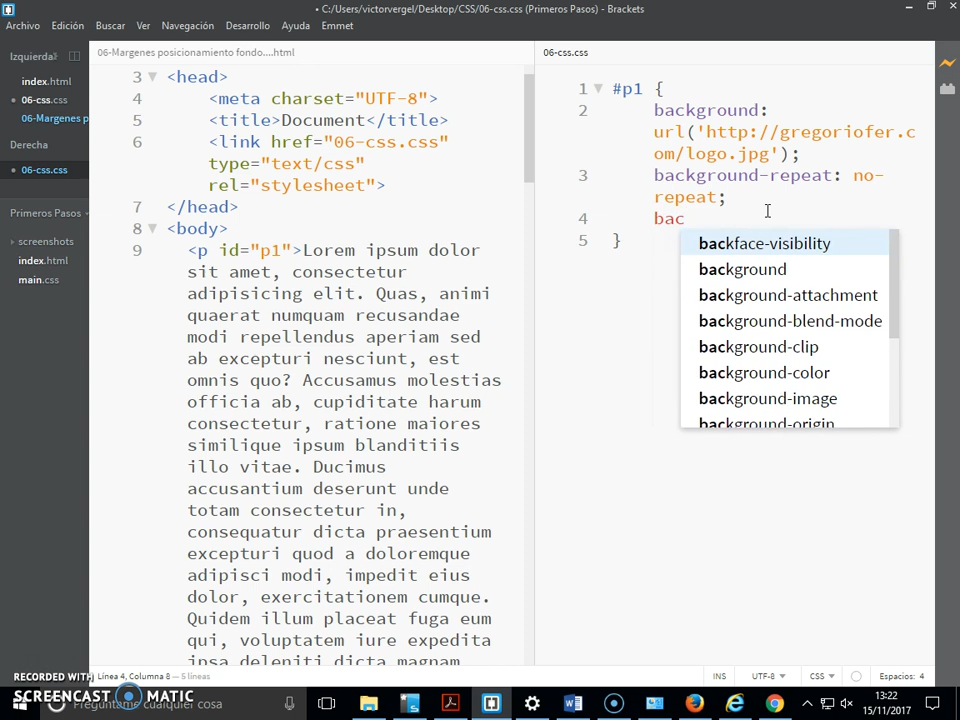 • C:/Users/victorvergel/Desktop/CSS/06-css.css (Primeros Pasos) - Brackets
Archivo Edición Buscar Ver Navegación Desarrollo Ayuda Emmet
Izquierda
index.html
• 06-css.css
06-Margenes p
Derecha
• 06-css.css
Primeros Pasos
screenshots
index.html
main.css
06-Margenes posicionamiento fondo....html
3 <head>
4 <meta charset="UTF-8">
5 <title>Document</title>
6 <link href="06-css.css"
type="text/css"
rel="stylesheet">
7 </head>
8 <body>
9 <p id="p1">Lorem ipsum dolor
sit amet, consectetur
adipisicing elit. Quas, animi
quaerat numquam recusandae
modi repellendus aperiam sed
ab excepturi nesciunt, est
omnis quo? Accusamus molestias
officia ab, cupiditate harum
consectetur, ratione maiores
similique ipsum blanditiis
illo vitae. Ducimus
accusantium deserunt unde
totam consectetur in,
consequatur dicta praesentium
excepturi quod a doloremque
adipisci modi, impedit eius
dolor, exercitationem cumque.
Quidem illum placeat fuga eum
qui, voluptatem iure expedita
ipsa deleniti dicta magnam
06-css.css
1 #p1 {
2 background:
url('http://gregoriofer.c
om/logo.jpg');
3 background-repeat: no-
repeat;
4 bac
5 }
backface-visibility
background
background-attachment
background-blend-mode
background-clip
background-color
background-image
background-origin
Línea 4, Columna 8 — 5 líneas
INS UTF-8 CSS Espacios: 4
RECORDED WITH
SCREENCAST MATIC
Pregúntame cualquier cosa
13:22
15/11/2017